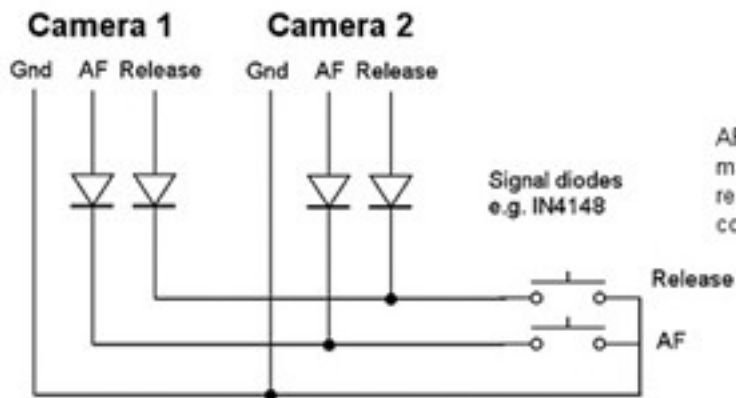 Camera 1 Camera 2
Gnd AF Release Gnd AF Release
Signal diodes
e.g. IN4148
Release
AF